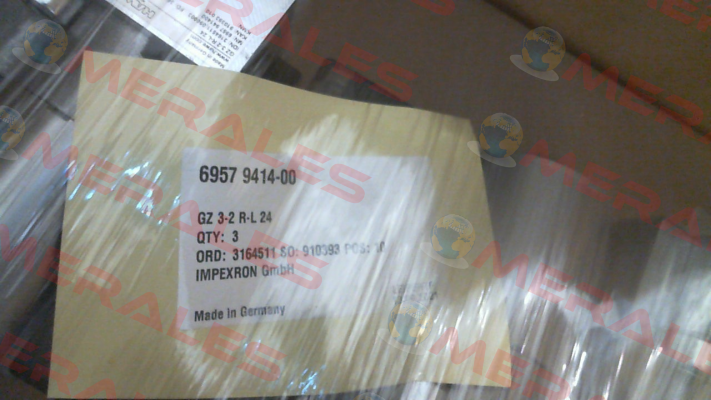 6957 9414-00
GZ 3-2 R-L 24
QTY: 3
ORD: 3164511 SO: 910393 POS: 10
IMPEXRON GmbH
Made in Germany
MERALES
MERALES
MERALES
MERALES
MERALES